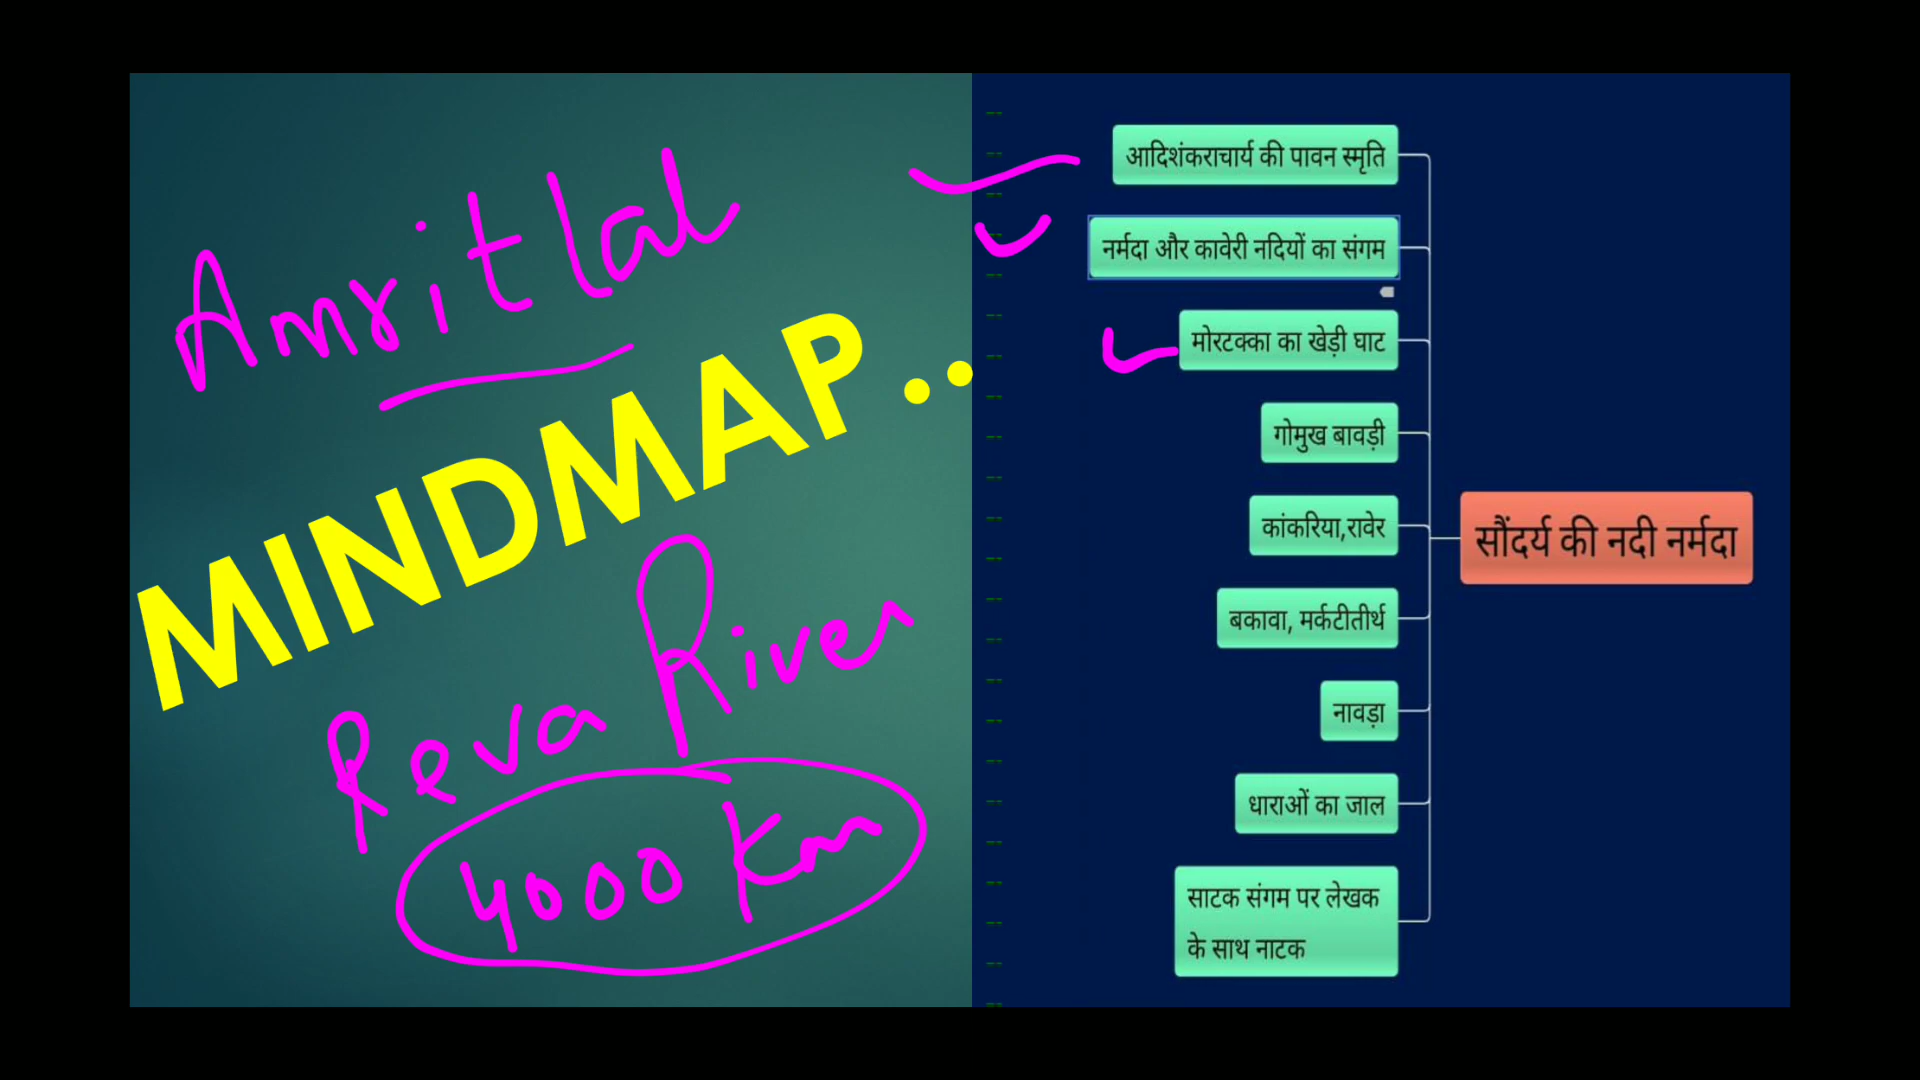 Amritlal
MINDMAP..
Reva River
4000 Km
आदिशंकराचार्य की पावन स्मृति
नर्मदा और कावेरी नदियों का संगम
मोरटक्का का खेड़ी घाट
गोमुख बावड़ी
कांकरिया,रावेर
बकावा, मर्कटीतीर्थ
नावड़ा
धाराओं का जाल
साटक संगम पर लेखक
के साथ नाटक
सौंदर्य की नदी नर्मदा